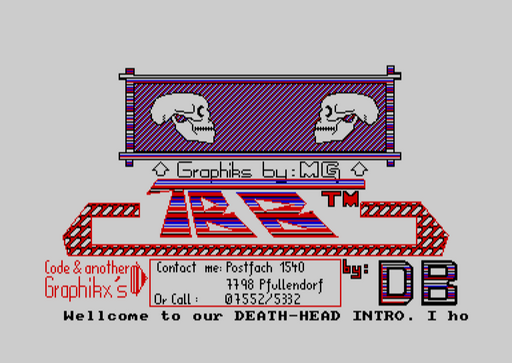 Graphiks by: MG
TBB TM
Code & another Graphikx's
Contact me: Postfach 1540
7798 Pfullendorf
Or Call : 07552/5332
by: DB
Wellcome to our DEATH-HEAD INTRO. I ho